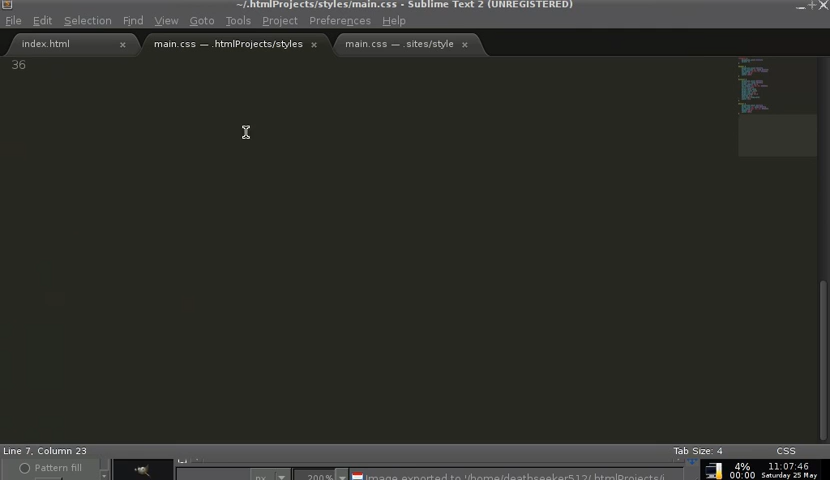 ~/.htmlProjects/styles/main.css - Sublime Text 2 (UNREGISTERED)
File Edit Selection Find View Goto Tools Project Preferences Help
index.html × main.css — .htmlProjects/styles × main.css — .sites/style ×
36
Line 7, Column 23 Tab Size: 4 CSS
Pattern fill px 200% Image exported to '/home/deathseeker512/.htmlProjects/i
4% 11:07:46
00:00 Saturday 25 May